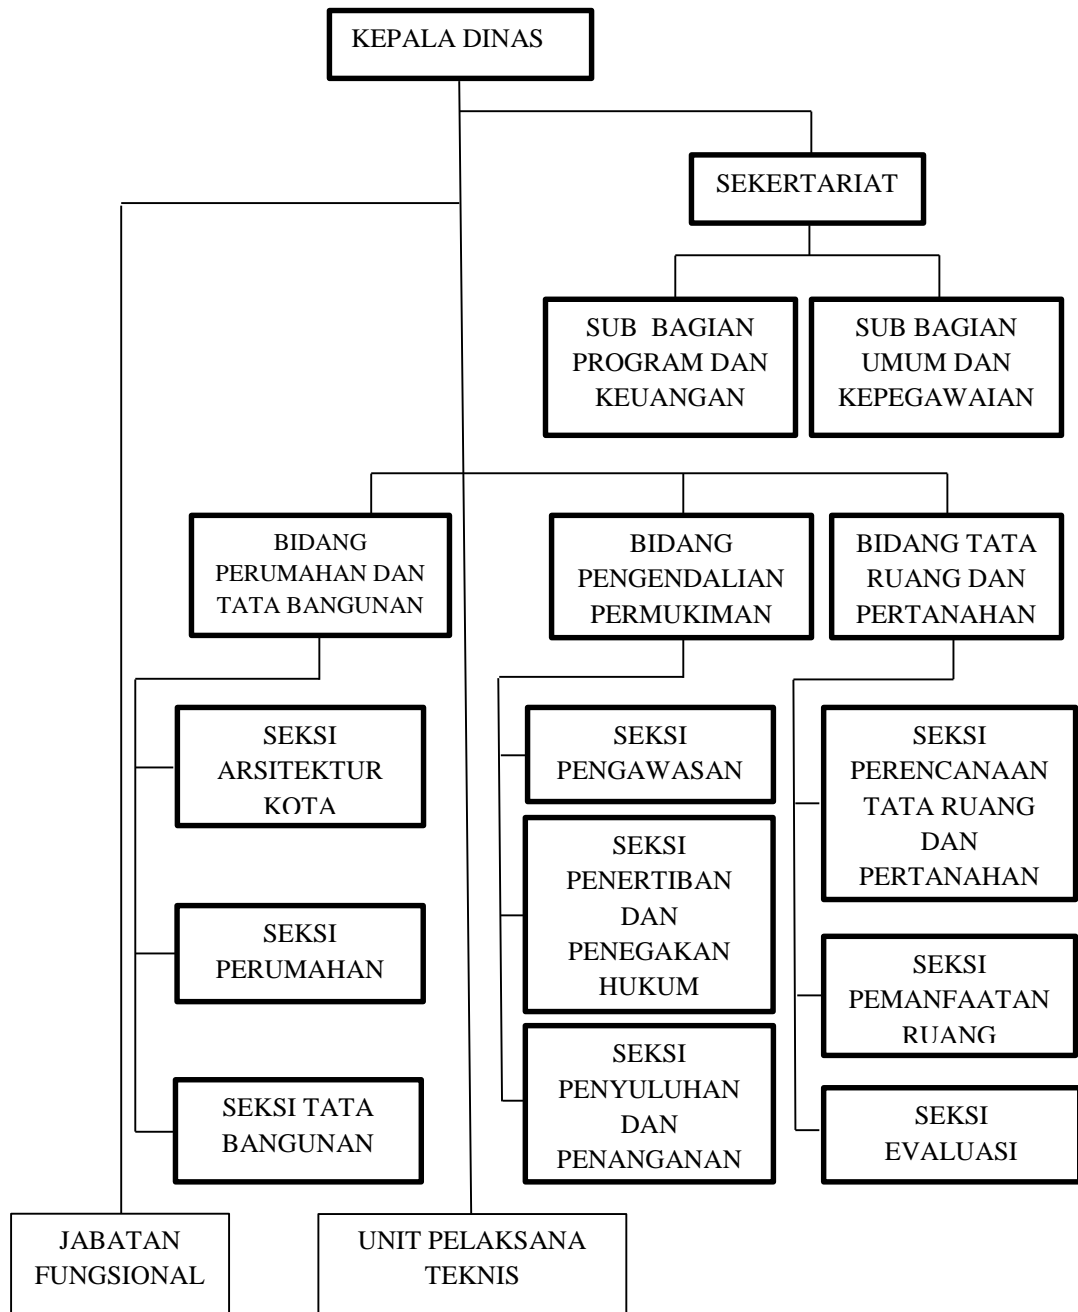 KEPALA DINAS
SEKERTARIAT
SUB BAGIAN
PROGRAM DAN
KEUANGAN
SUB BAGIAN
UMUM DAN
KEPEGAWAIAN
BIDANG
PERUMAHAN DAN
TATA BANGUNAN
BIDANG
PENGENDALIAN
PERMUKIMAN
BIDANG TATA
RUANG DAN
PERTANAHAN
SEKSI
ARSITEKTUR
KOTA
SEKSI
PERUMAHAN
SEKSI TATA
BANGUNAN
SEKSI
PENGAWASAN
SEKSI
PENERTIBAN
DAN
PENEGAKAN
HUKUM
SEKSI
PENYULUHAN
DAN
PENANGANAN
SEKSI
PERENCANAAN
TATA RUANG
DAN
PERTANAHAN
SEKSI
PEMANFAATAN
RUANG
SEKSI
EVALUASI
JABATAN
FUNGSIONAL
UNIT PELAKSANA
TEKNIS